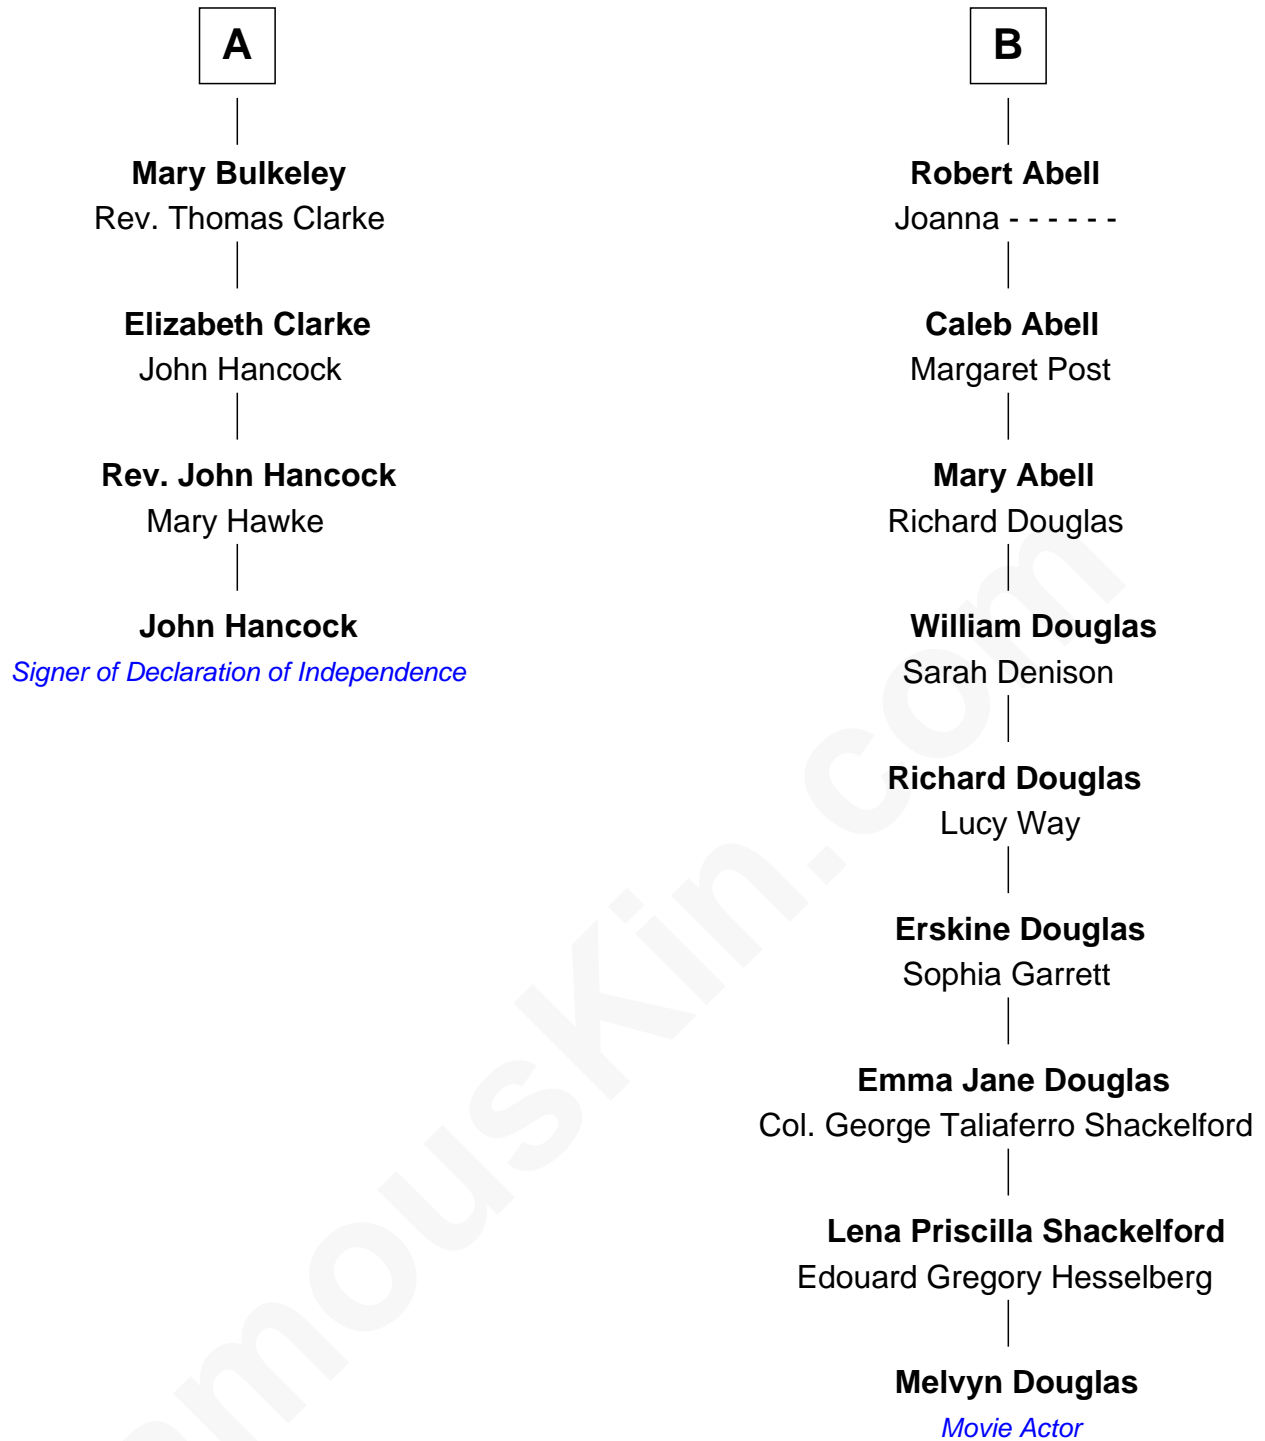 A
Mary Bulkeley
Rev. Thomas Clarke
Elizabeth Clarke
John Hancock
Rev. John Hancock
Mary Hawke
John Hancock
Signer of Declaration of Independence
B
Robert Abell
Joanna - - - - - -
Caleb Abell
Margaret Post
Mary Abell
Richard Douglas
William Douglas
Sarah Denison
Richard Douglas
Lucy Way
Erskine Douglas
Sophia Garrett
Emma Jane Douglas
Col. George Taliaferro Shackelford
Lena Priscilla Shackelford
Edouard Gregory Hesselberg
Melvyn Douglas
Movie Actor
amouskin.com